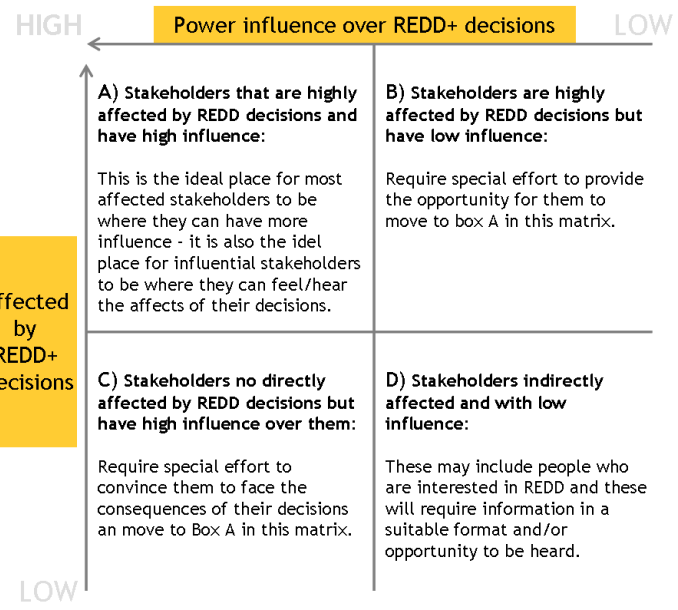 HIGH
Power influence over REDD+ decisions
LOW
A) Stakeholders that are highly
affected by REDD decisions and
have high influence:
This is the ideal place for most
affected stakeholders to be
where they can have more
influence - it is also the idel
place for influential stakeholders
to be where they can feel/hear
the affects of their decisions.
B) Stakeholders are highly
affected by REDD decisions but
have low influence:
Require special effort to provide
the opportunity for them to
move to box A in this matrix.
ffected
by
REDD+
ecisions
C) Stakeholders no directly
affected by REDD decisions but
have high influence over them:
Require special effort to
convince them to face the
consequences of their decisions
an move to Box A in this matrix.
D) Stakeholders indirectly
affected and with low
influence:
These may include people who
are interested in REDD and these
will require information in a
suitable format and/or
opportunity to be heard.
LOW